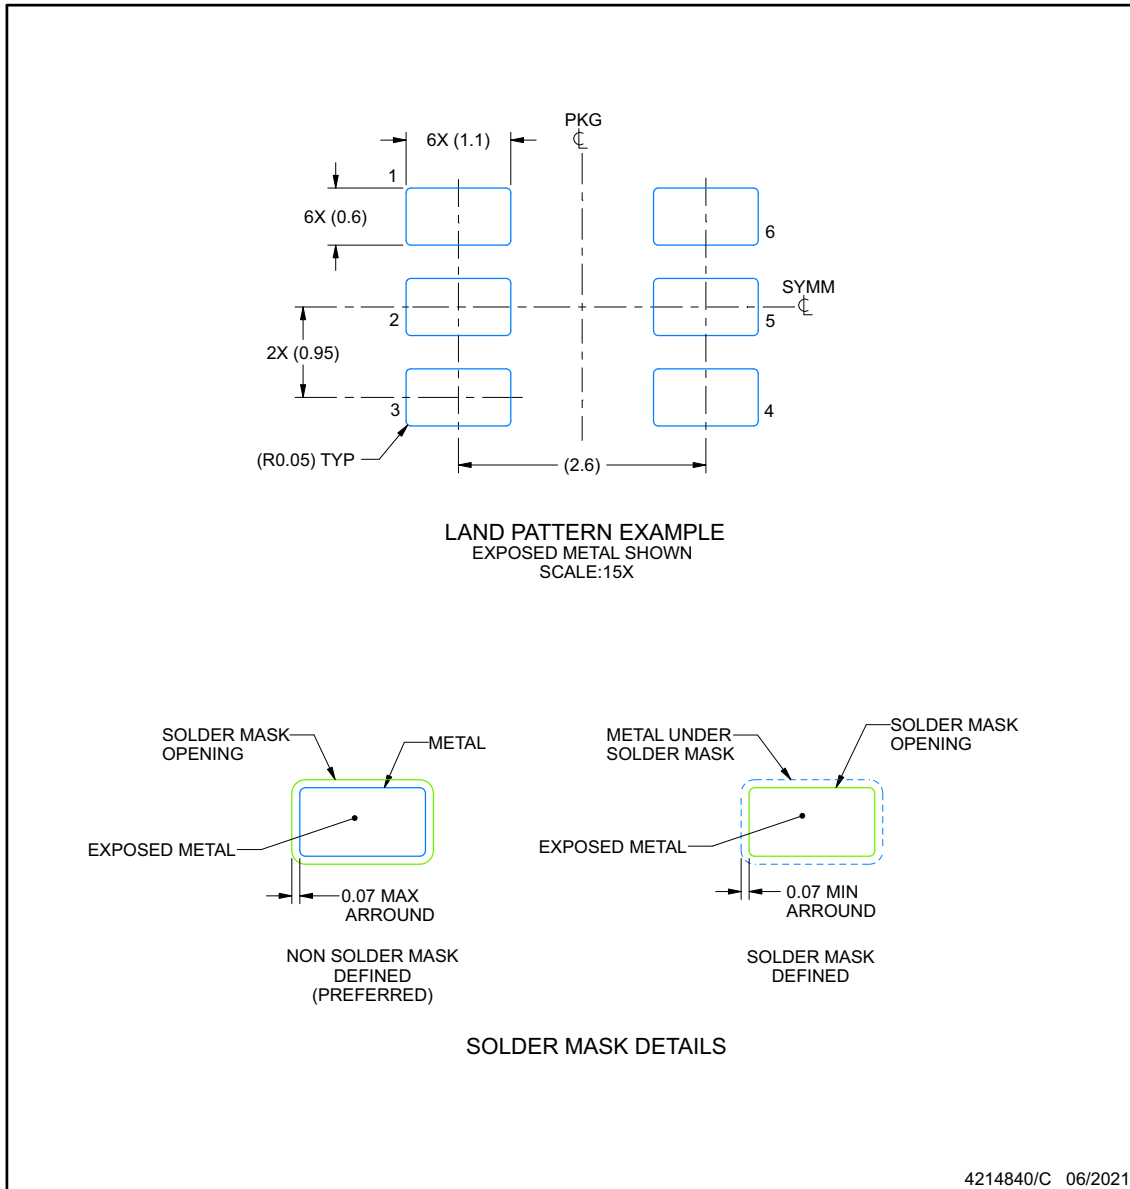 PKG
℄
6X (1.1)
1
6X (0.6)
6
SYMM
℄
2
5
2X (0.95)
3
4
(R0.05) TYP
(2.6)
LAND PATTERN EXAMPLE
EXPOSED METAL SHOWN
SCALE:15X
SOLDER MASK
OPENING
METAL
EXPOSED METAL
0.07 MAX
ARROUND
NON SOLDER MASK
DEFINED
(PREFERRED)
METAL UNDER
SOLDER MASK
SOLDER MASK
OPENING
EXPOSED METAL
0.07 MIN
ARROUND
SOLDER MASK
DEFINED
SOLDER MASK DETAILS
4214840/C 06/2021